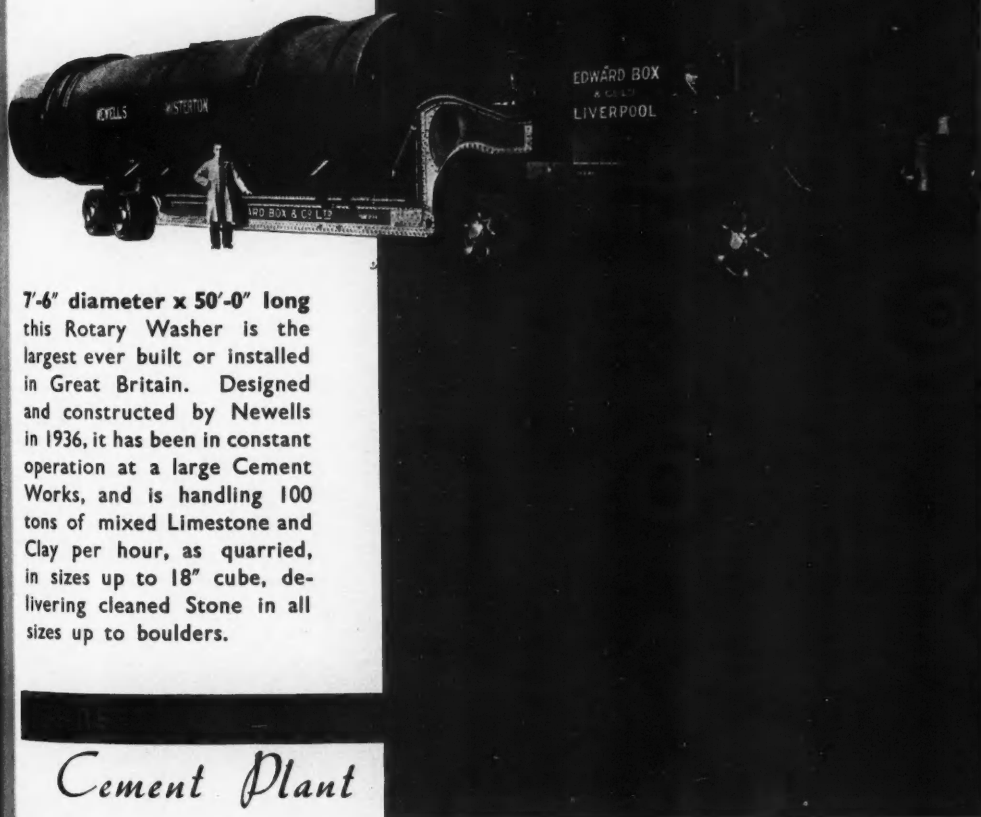 EDWARD BOX
& CO LTD
LIVERPOOL
NEWELLS MISTERTON
BOX & CO LTD
7'-6" diameter x 50'-0" long
this Rotary Washer is the
largest ever built or installed
in Great Britain. Designed
and constructed by Newells
in 1936, it has been in constant
operation at a large Cement
Works, and is handling 100
tons of mixed Limestone and
Clay per hour, as quarried,
in sizes up to 18" cube, de-
livering cleaned Stone in all
sizes up to boulders.
Cement Plant